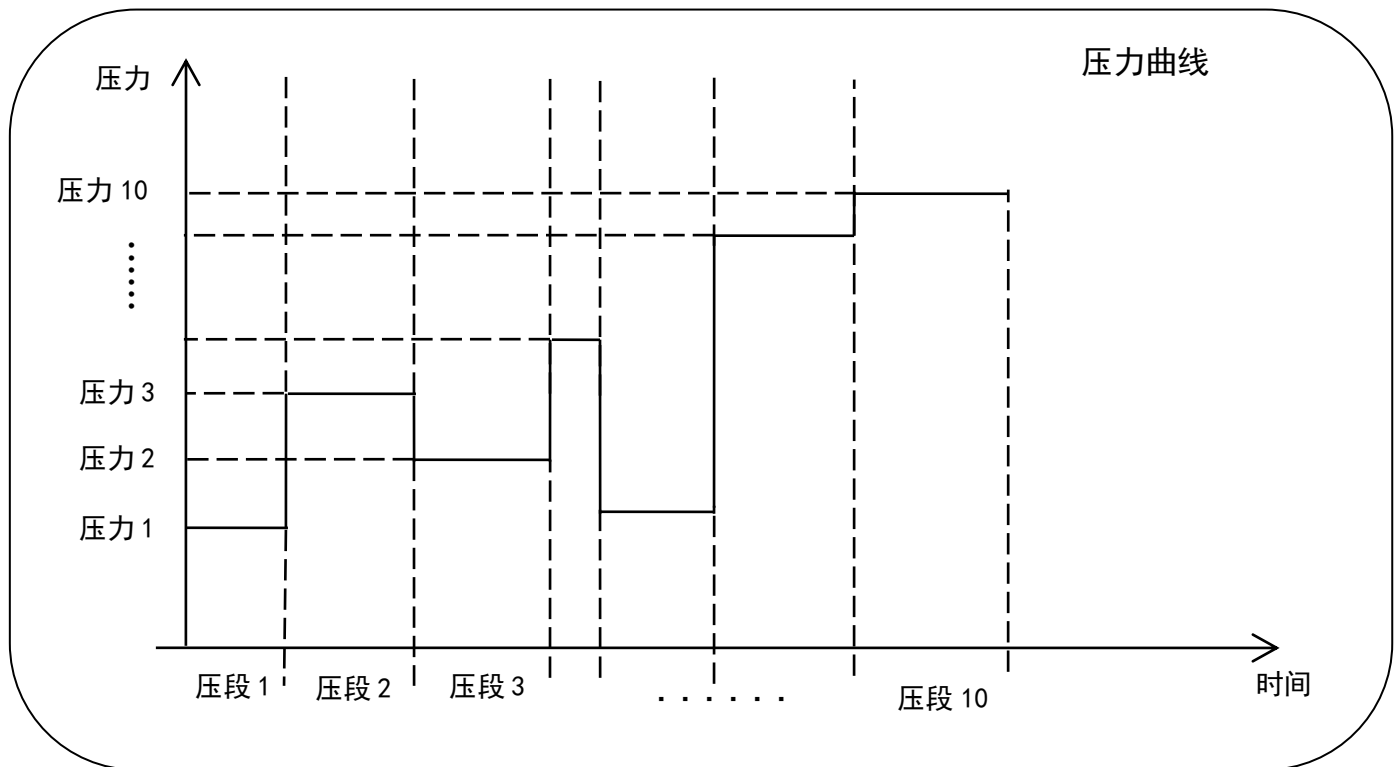 压力曲线
压力
压力 10
......
压力 3
压力 2
压力 1
压段 1
压段 2
压段 3
......
压段 10
时间